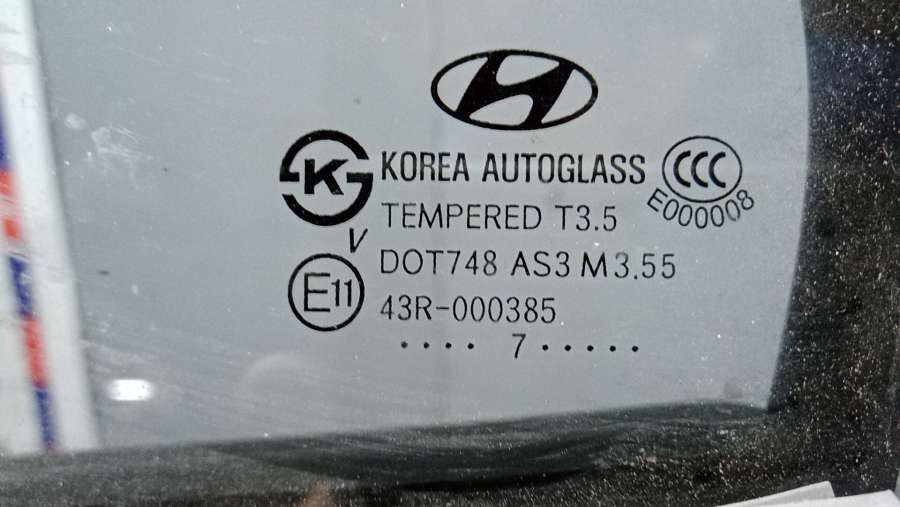 K
KOREA AUTOGLASS
CCC
E000008
TEMPERED T3.5
V
DOT748 AS3 M3.55
E11
43R-000385
.... 7 .....